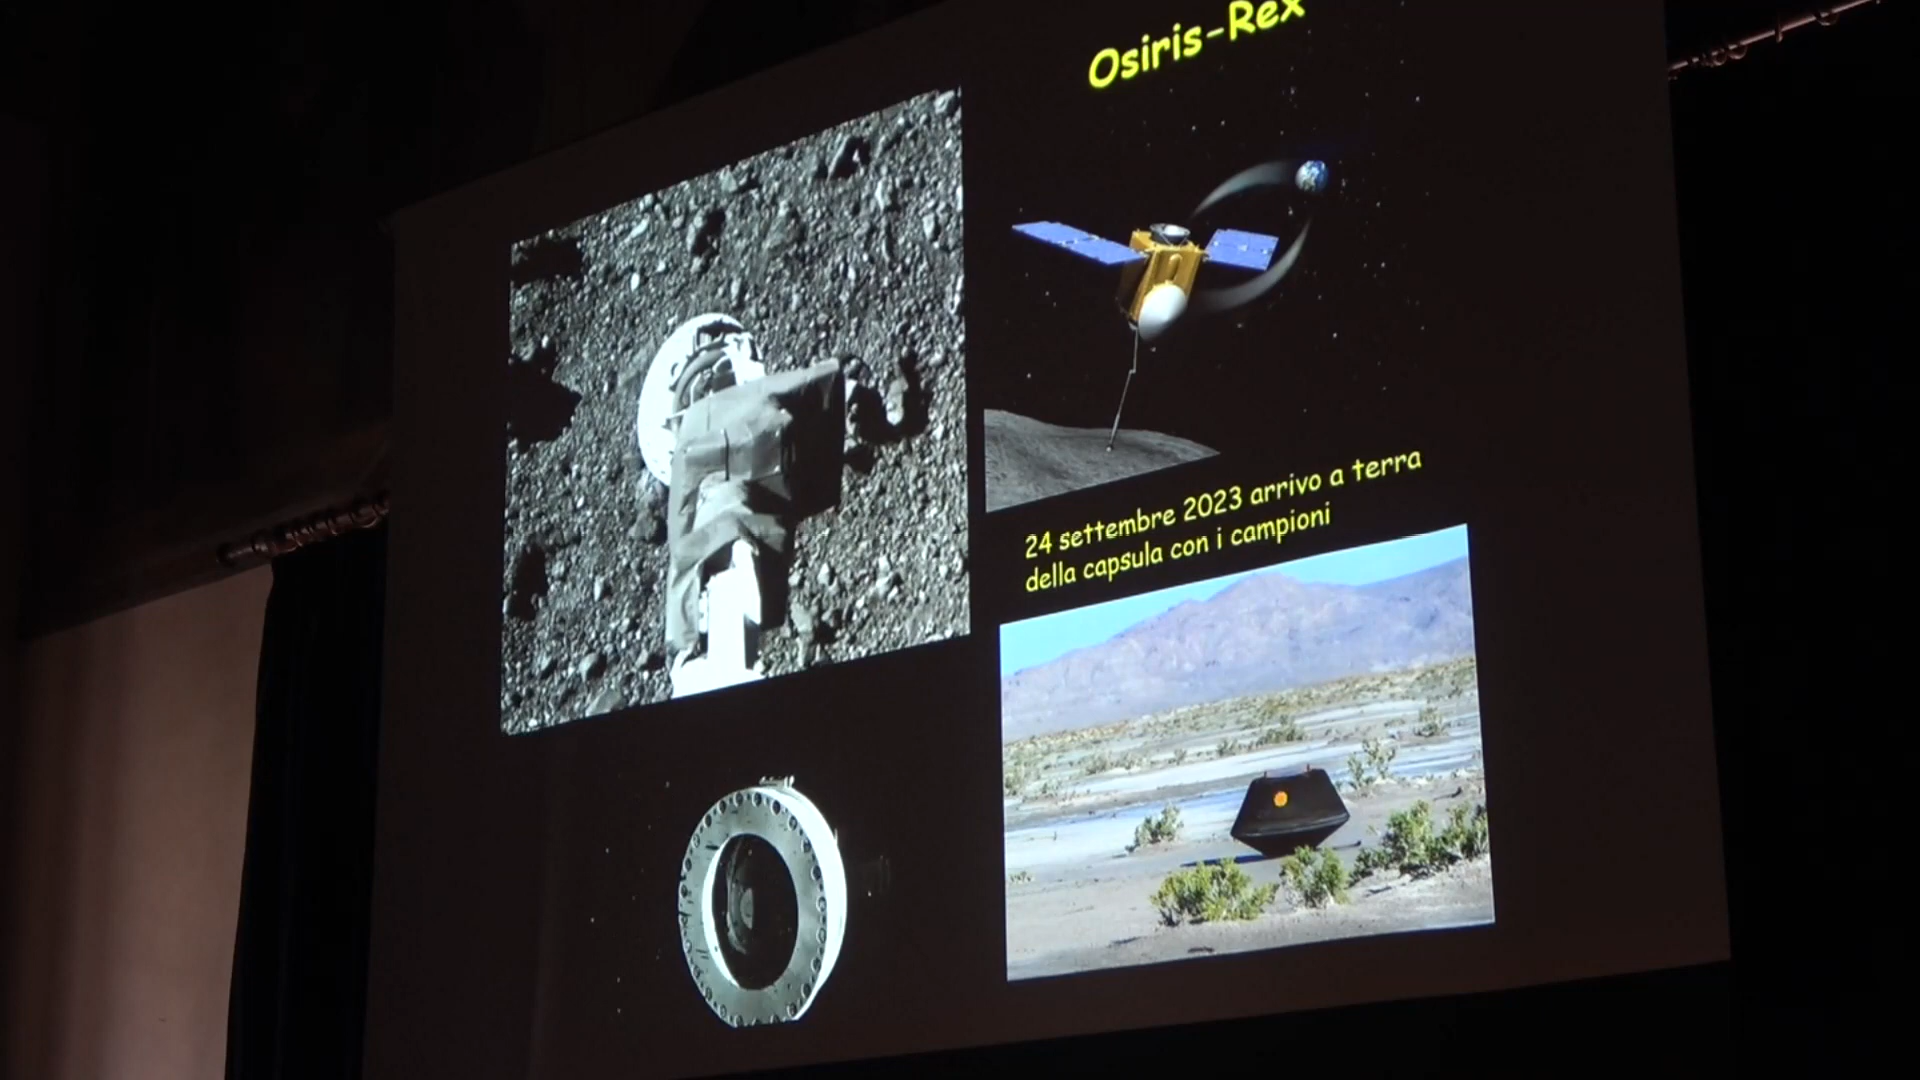 Osiris-Rex
24 settembre 2023 arrivo a terra
della capsula con i campioni